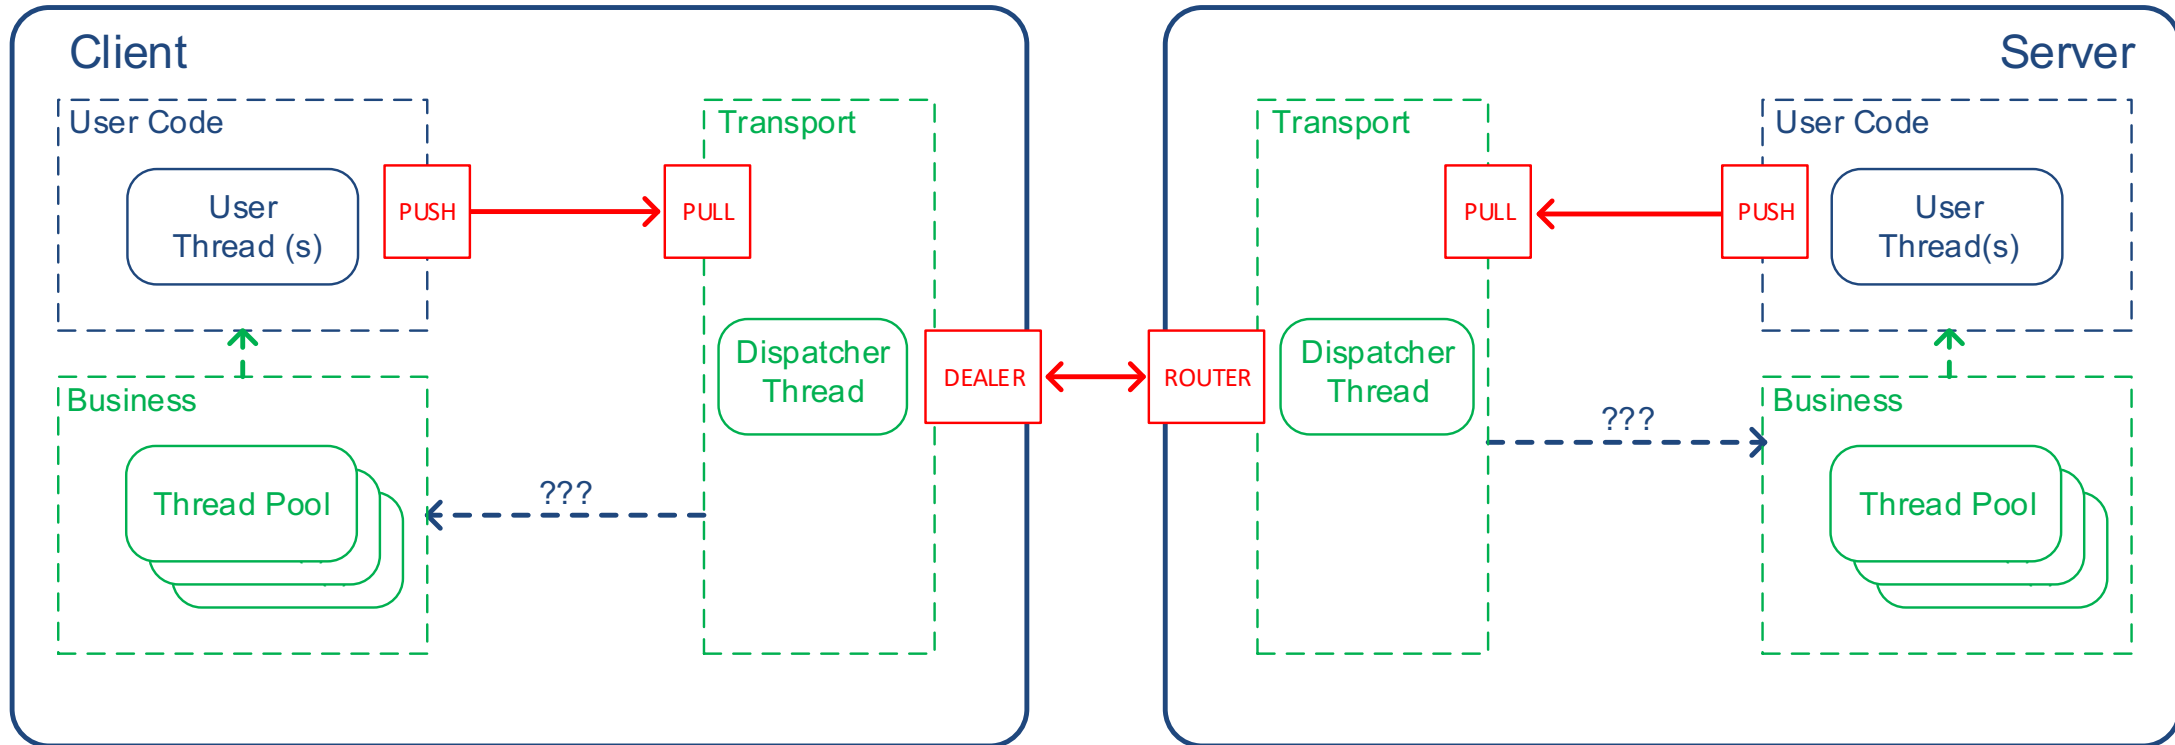 Client
User Code
User
Thread (s)
PUSH
PULL
Transport
Dispatcher
Thread
DEALER
Business
Thread Pool
???
Server
Transport
PULL
PUSH
User Code
User
Thread(s)
ROUTER
Dispatcher
Thread
???
Business
Thread Pool